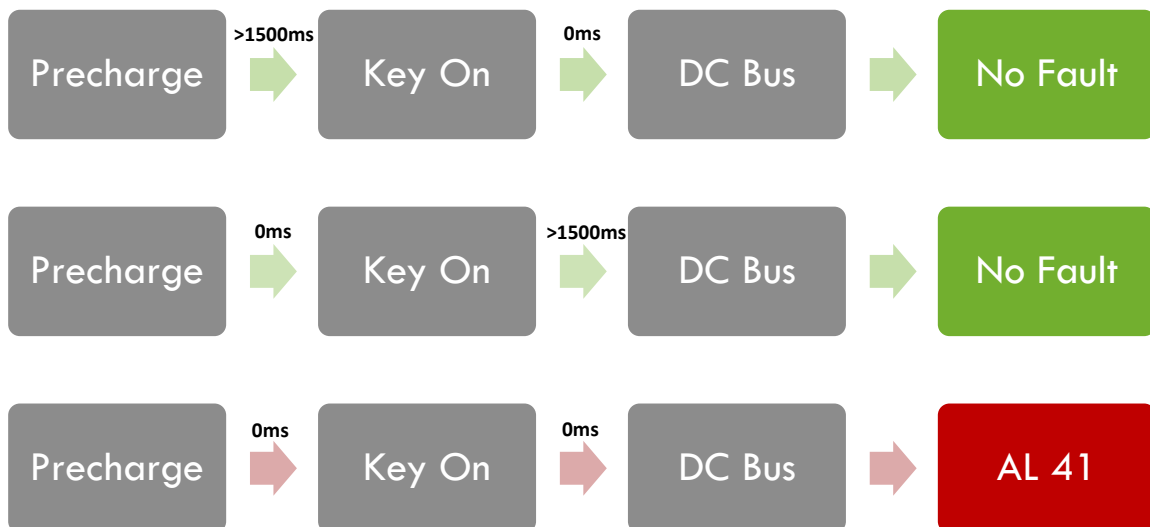 >1500ms 0ms
Precharge Key On DC Bus No Fault
0ms >1500ms
Precharge Key On DC Bus No Fault
0ms 0ms
Precharge Key On DC Bus AL 41